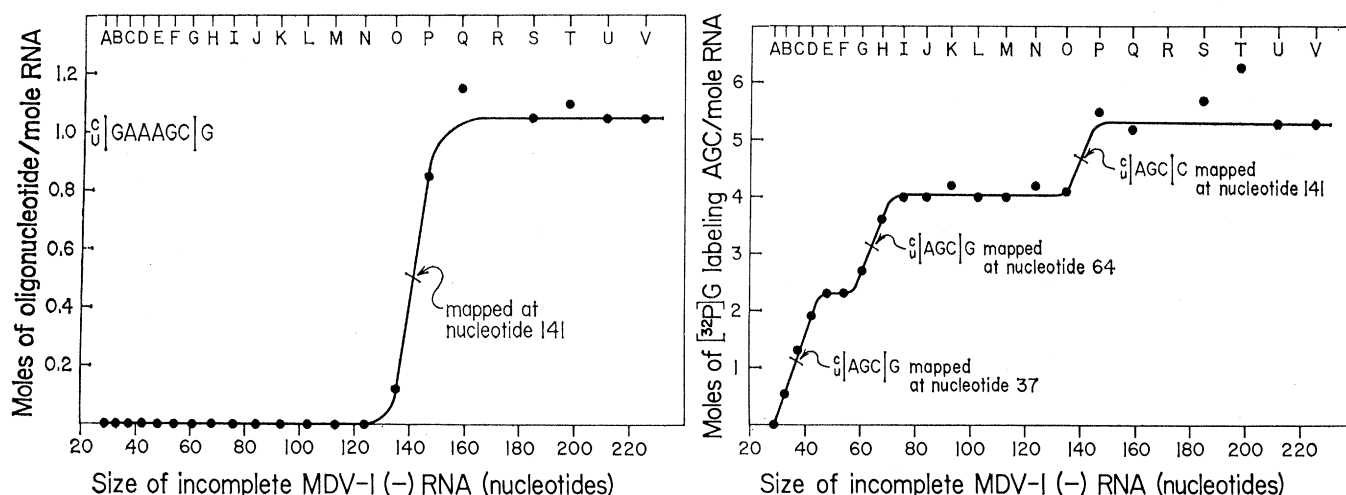 A B C D E F G H I J K L M N O P Q R S T U V
1.2
1.0
0.8
0.6
0.4
0.2
C
U|GAAAGC|G
mapped at
nucleotide 141
20 40 60 80 100 120 140 160 180 200 220
Size of incomplete MDV-1 (-) RNA (nucleotides)
Moles of oligonucleotide/mole RNA
A B C D E F G H I J K L M N O P Q R S T U V
6
5
4
3
2
1
C
U|AGC|C mapped
at nucleotide 141
C
U|AGC|G mapped
at nucleotide 64
C
U|AGC|G mapped
at nucleotide 37
20 40 60 80 100 120 140 160 180 200 220
Size of incomplete MDV-1 (-) RNA (nucleotides)
Moles of [32P]G labeling AGC/mole RNA